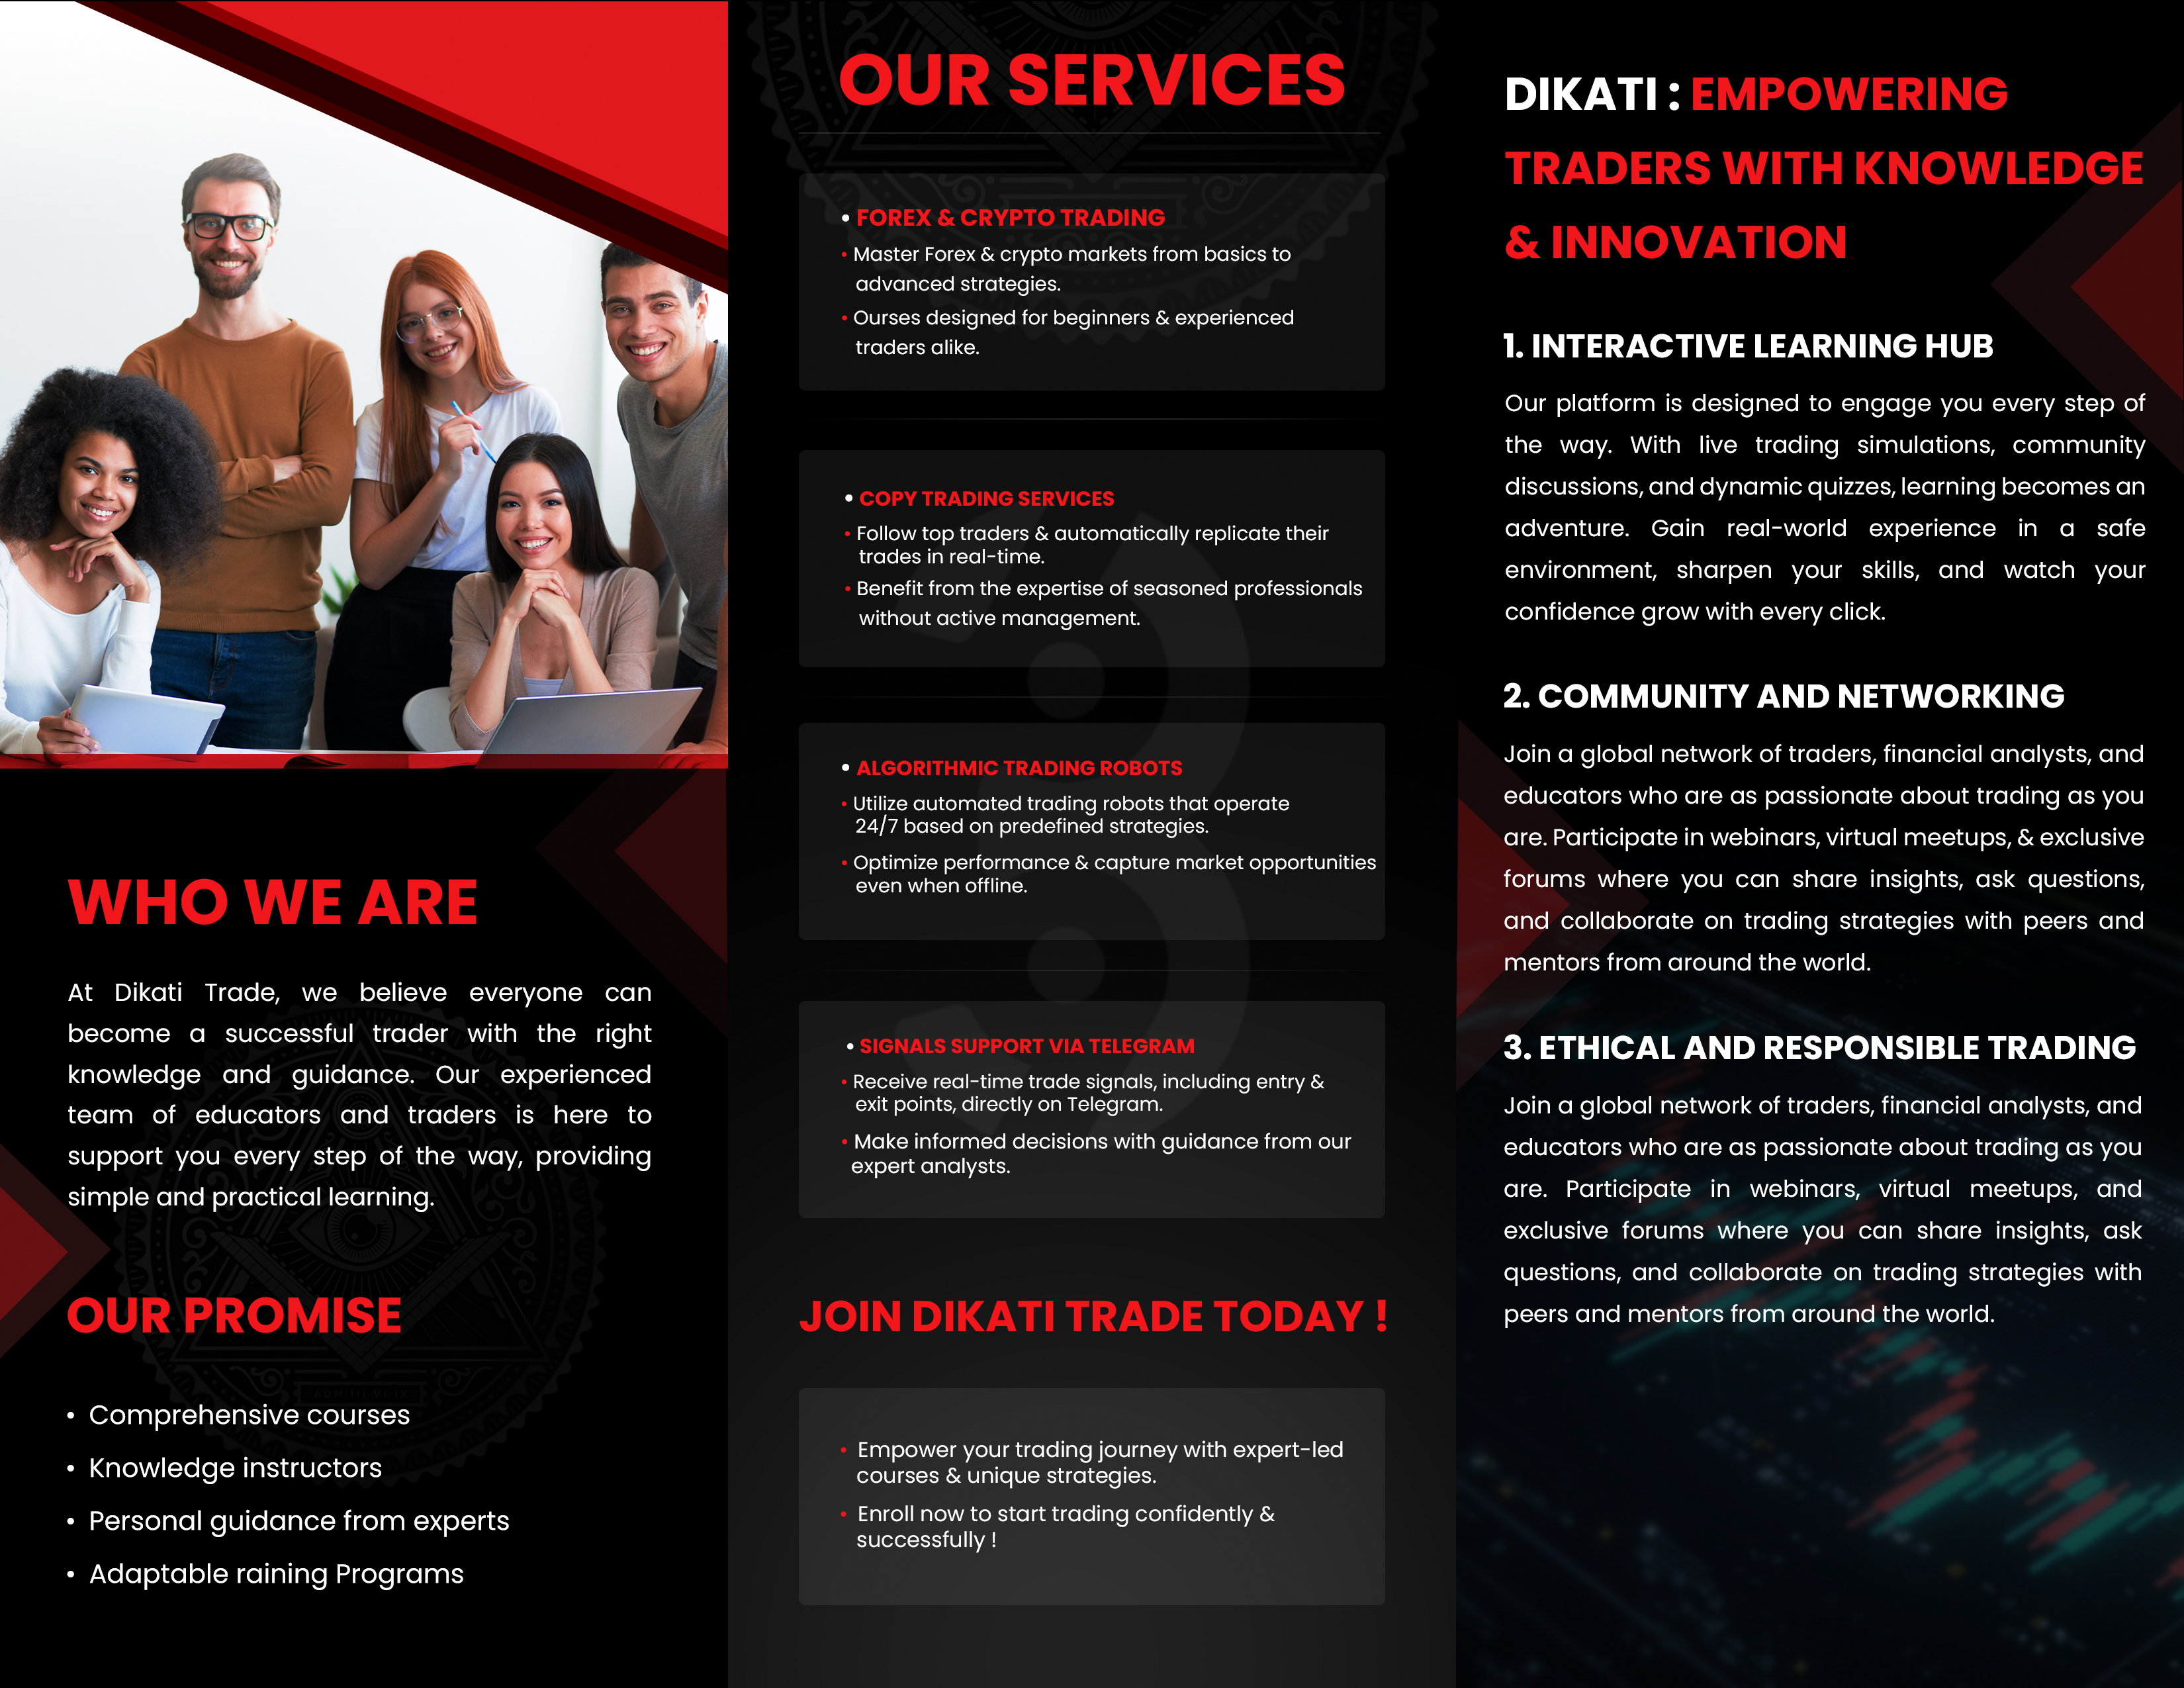 WHO WE ARE
At Dikati Trade, we believe everyone can
become a successful trader with the right
knowledge and guidance. Our experienced
team of educators and traders is here to
support you every step of the way, providing
simple and practical learning.
OUR PROMISE
• Comprehensive courses
• Knowledge instructors
• Personal guidance from experts
• Adaptable raining Programs
OUR SERVICES
• FOREX & CRYPTO TRADING
• Master Forex & crypto markets from basics to
advanced strategies.
• Ourses designed for beginners & experienced
traders alike.
• COPY TRADING SERVICES
• Follow top traders & automatically replicate their
trades in real-time.
• Benefit from the expertise of seasoned professionals
without active management.
• ALGORITHMIC TRADING ROBOTS
• Utilize automated trading robots that operate
24/7 based on predefined strategies.
• Optimize performance & capture market opportunities
even when offline.
• SIGNALS SUPPORT VIA TELEGRAM
• Receive real-time trade signals, including entry &
exit points, directly on Telegram.
• Make informed decisions with guidance from our
expert analysts.
JOIN DIKATI TRADE TODAY !
• Empower your trading journey with expert-led
courses & unique strategies.
• Enroll now to start trading confidently &
successfully !
DIKATI : EMPOWERING
TRADERS WITH KNOWLEDGE
& INNOVATION
1. INTERACTIVE LEARNING HUB
Our platform is designed to engage you every step of
the way. With live trading simulations, community
discussions, and dynamic quizzes, learning becomes an
adventure. Gain real-world experience in a safe
environment, sharpen your skills, and watch your
confidence grow with every click.
2. COMMUNITY AND NETWORKING
Join a global network of traders, financial analysts, and
educators who are as passionate about trading as you
are. Participate in webinars, virtual meetups, & exclusive
forums where you can share insights, ask questions,
and collaborate on trading strategies with peers and
mentors from around the world.
3. ETHICAL AND RESPONSIBLE TRADING
Join a global network of traders, financial analysts, and
educators who are as passionate about trading as you
are. Participate in webinars, virtual meetups, and
exclusive forums where you can share insights, ask
questions, and collaborate on trading strategies with
peers and mentors from around the world.